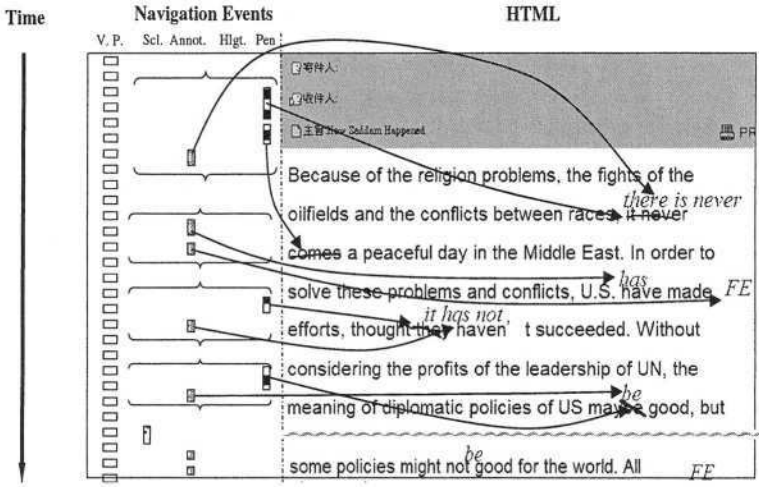 Time
Navigation Events
HTML
V. P. Scl. Annot. Hlgt. Pen
寄件人:
收件人:
主旨:How Saddam Happened
PR
Because of the religion problems, the fights of the
there is never
oilfields and the conflicts between races, it never
comes a peaceful day in the Middle East. In order to
has
solve these problems and conflicts, U.S. have made
FE
it has not
efforts, thought they haven't succeeded. Without
considering the profits of the leadership of UN, the
be
meaning of diplomatic policies of US maybe good, but
be
some policies might not good for the world. All
FE